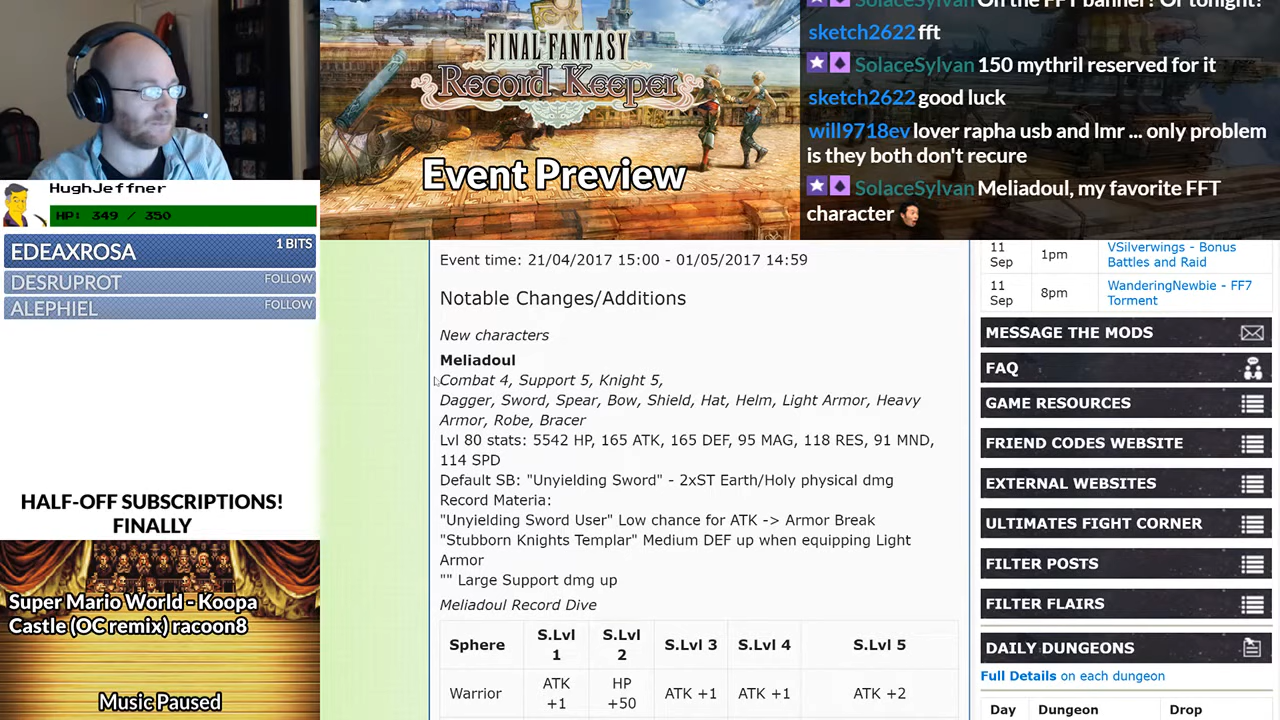 SolaceSylvan On the FFT banner? Or tonight?
sketch2622 fft
SolaceSylvan 150 mythril reserved for it
sketch2622 good luck
will9718ev lover rapha usb and lmr ... only problem
is they both don't recure
SolaceSylvan Meliadoul, my favorite FFT
character
FINAL FANTASY
Record Keeper
Event Preview
HughJeffner
HP: 349 / 350
EDEAXROSA 1 BITS
DESRUPROT FOLLOW
ALEPHIEL FOLLOW
HALF-OFF SUBSCRIPTIONS!
FINALLY
Super Mario World - Koopa
Castle (OC remix) racoon8
Music Paused
Event time: 21/04/2017 15:00 - 01/05/2017 14:59
Notable Changes/Additions
New characters
Meliadoul
Combat 4, Support 5, Knight 5,
Dagger, Sword, Spear, Bow, Shield, Hat, Helm, Light Armor, Heavy
Armor, Robe, Bracer
Lvl 80 stats: 5542 HP, 165 ATK, 165 DEF, 95 MAG, 118 RES, 91 MND,
114 SPD
Default SB: "Unyielding Sword" - 2xST Earth/Holy physical dmg
Record Materia:
"Unyielding Sword User" Low chance for ATK -> Armor Break
"Stubborn Knights Templar" Medium DEF up when equipping Light
Armor
"" Large Support dmg up
Meliadoul Record Dive
Sphere S.Lvl 1 S.Lvl 2 S.Lvl 3 S.Lvl 4 S.Lvl 5
Warrior ATK +1 HP +50 ATK +1 ATK +1 ATK +2
11 Sep 1pm VSilverwings - Bonus
Battles and Raid
11 Sep 8pm WanderingNewbie - FF7
Torment
MESSAGE THE MODS
FAQ
GAME RESOURCES
FRIEND CODES WEBSITE
EXTERNAL WEBSITES
ULTIMATES FIGHT CORNER
FILTER POSTS
FILTER FLAIRS
DAILY DUNGEONS
Full Details on each dungeon
Day Dungeon Drop